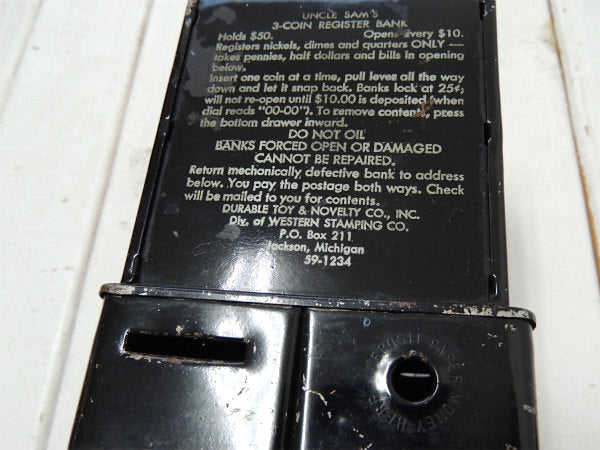 UNCLE SAM'S
3-COIN REGISTER BANK
Holds $50. Opens Every $10.
Registers nickels, dimes and quarters ONLY —
takes pennies, half dollars and bills in opening
below.
Insert one coin at a time, pull lever all the way
down and let it snap back. Banks lock at 25¢;
will not re-open until $10.00 is deposited (when
dial reads "00-00"). To remove contents, press
the bottom drawer inward.
DO NOT OIL
BANKS FORCED OPEN OR DAMAGED
CANNOT BE REPAIRED.
Return mechanically defective bank to address
below. You pay the postage both ways. Check
will be mailed to you for contents.
DURABLE TOY & NOVELTY CO., INC.
Div. of WESTERN STAMPING CO.
P.O. Box 211
Jackson, Michigan
59-1234
DEPOSIT PAPER MONEY HERE